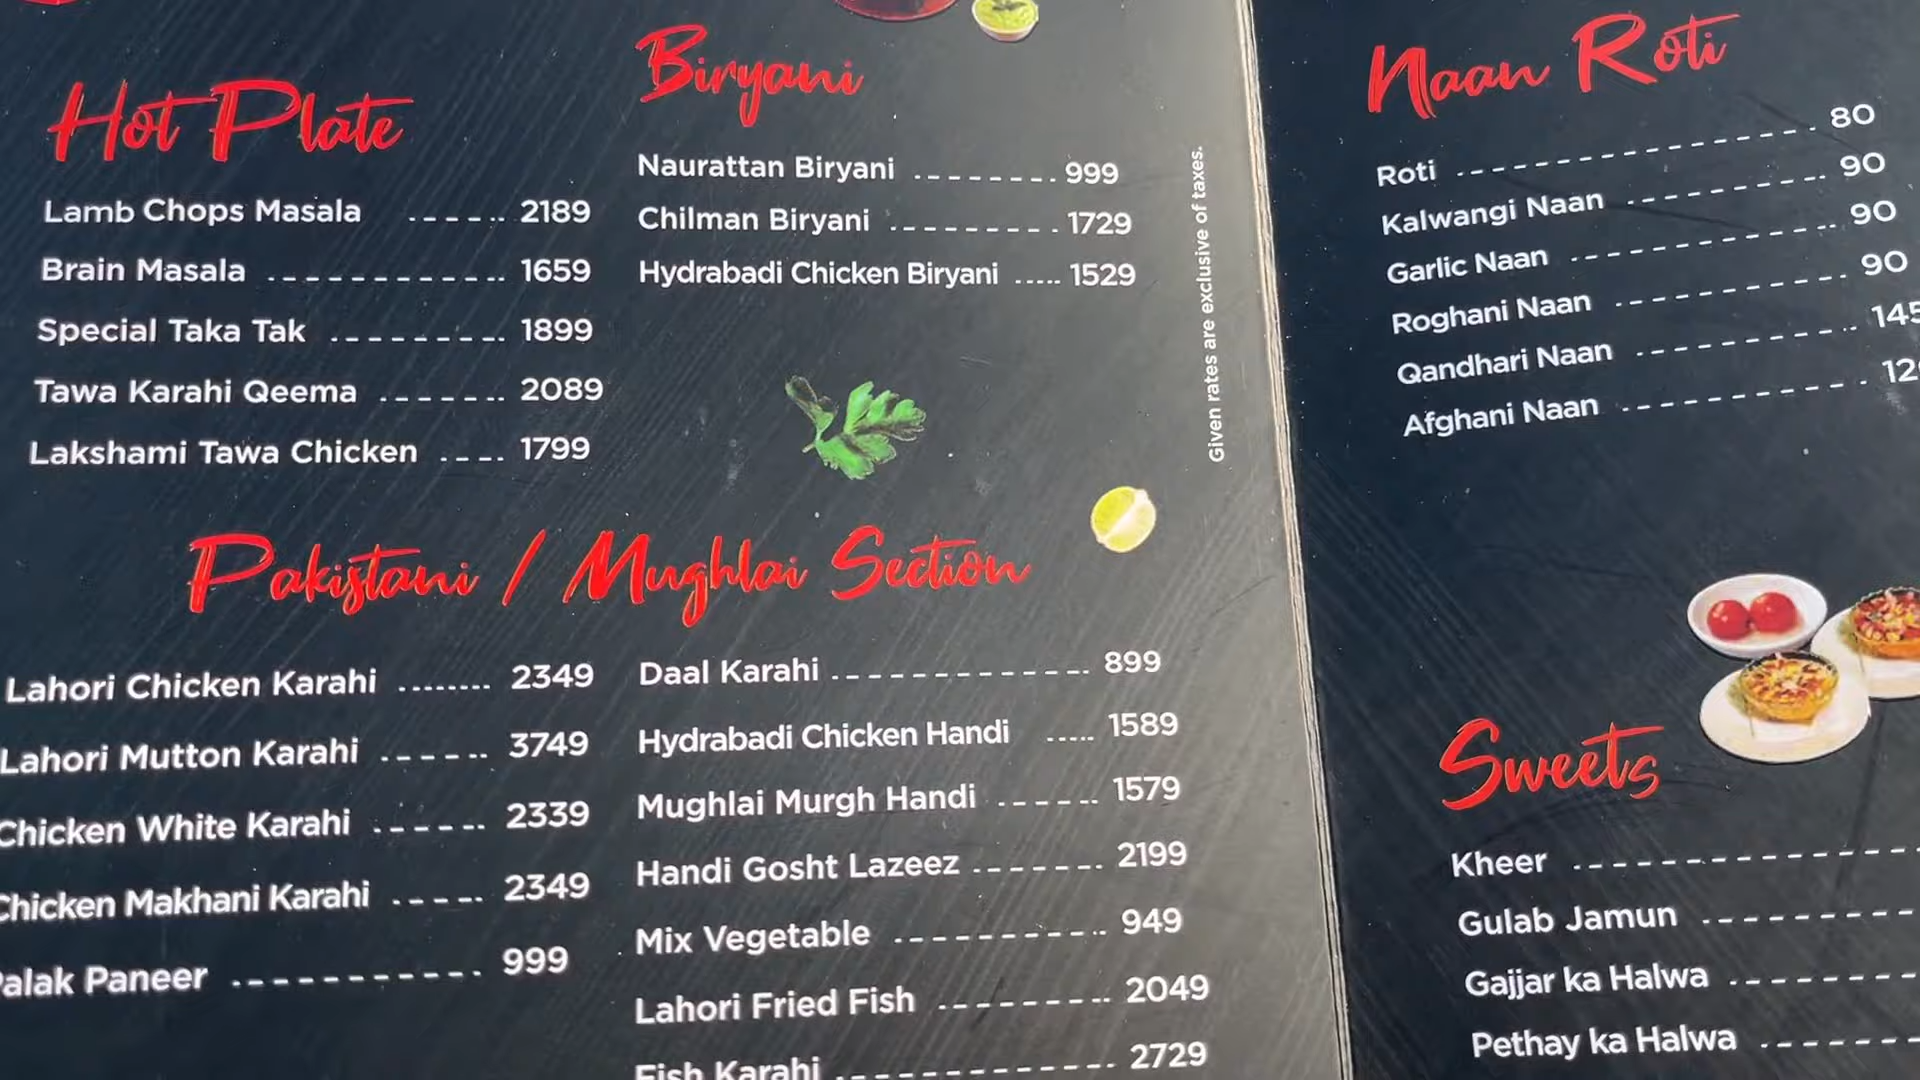 Hot Plate
Lamb Chops Masala ----- 2189
Brain Masala ------------ 1659
Special Taka Tak --------- 1899
Tawa Karahi Qeema ------- 2089
Lakshami Tawa Chicken ---- 1799
Biryani
Naurattan Biryani -------- 999
Chilman Biryani --------- 1729
Hydrabadi Chicken Biryani ..... 1529
Given rates are exclusive of taxes.
Pakistani / Mughlai Section
Lahori Chicken Karahi ........ 2349
Lahori Mutton Karahi ------ 3749
Chicken White Karahi ------ 2339
Chicken Makhani Karahi ----- 2349
Palak Paneer ------------ 999
Daal Karahi ------------- 899
Hydrabadi Chicken Handi ..... 1589
Mughlai Murgh Handi ------ 1579
Handi Gosht Lazeez ------- 2199
Mix Vegetable ----------- 949
Lahori Fried Fish --------- 2049
Fish Karahi -------------- 2729
Naan Roti
Roti ------------------ 80
Kalwangi Naan ---------- 90
Garlic Naan ------------- 90
Roghani Naan ----------- 90
Qandhari Naan ---------- 145
Afghani Naan -----------
Sweets
Kheer ----------------
Gulab Jamun ----------
Gajjar ka Halwa ---------
Pethay ka Halwa -------